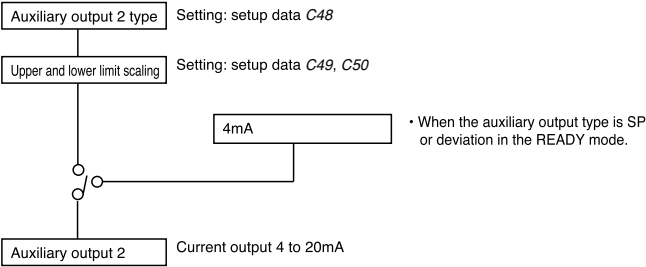 Auxiliary output 2 type
Setting: setup data C48
Upper and lower limit scaling
Setting: setup data C49, C50
4mA
• When the auxiliary output type is SP
or deviation in the READY mode.
Auxiliary output 2
Current output 4 to 20mA